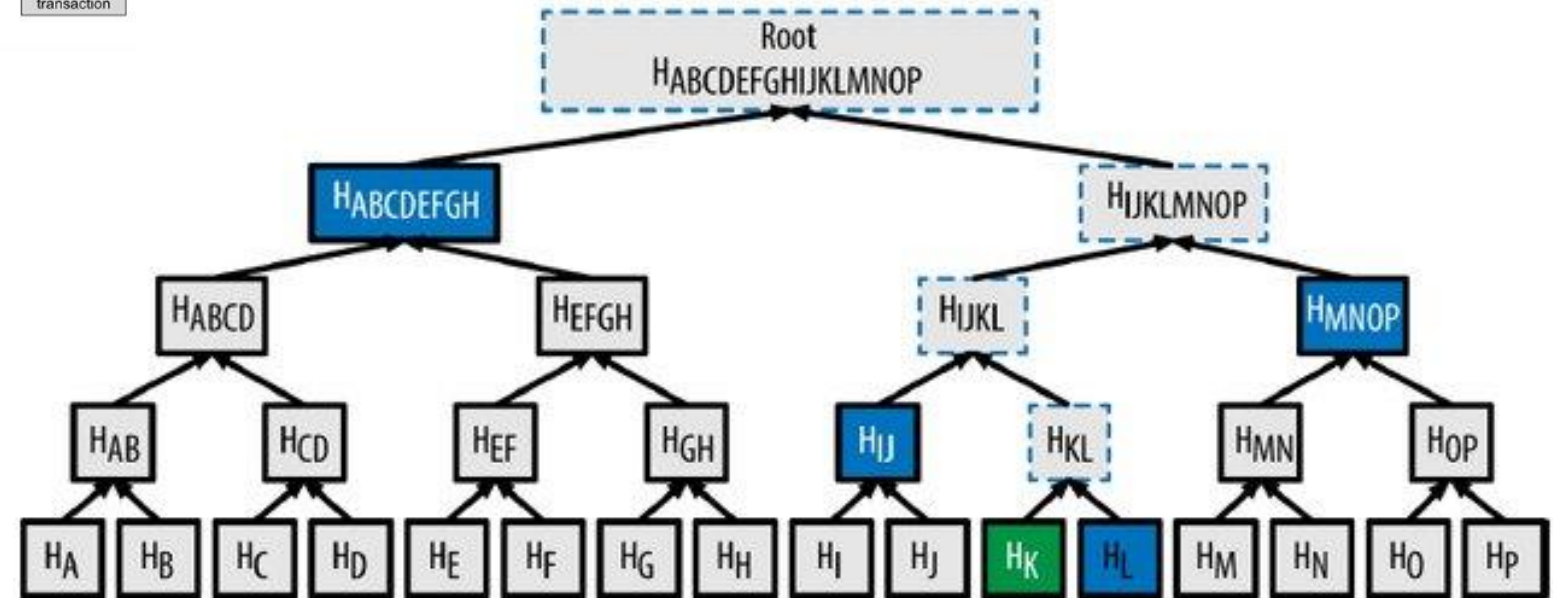 transaction
Root
HABCDEFGHIJKLMNOP
HABCDEFGH
HIJKLMNOP
HABCD
HEFGH
HIJKL
HMNOP
HAB
HCD
HEF
HGH
HIJ
HKL
HMN
HOP
HA
HB
HC
HD
HE
HF
HG
HH
HI
HJ
HK
HL
HM
HN
HO
HP